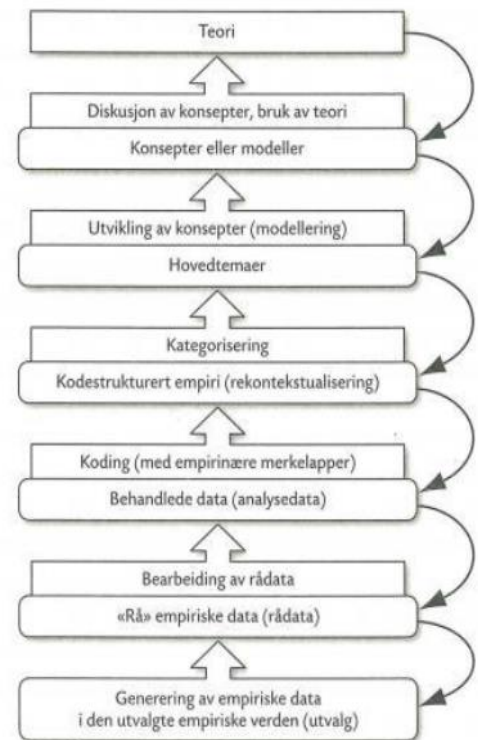 Teori
Diskusjon av konsepter, bruk av teori
Konsepter eller modeller
Utvikling av konsepter (modellering)
Hovedtemaer
Kategorisering
Kodestrukturert empiri (rekontekstualisering)
Koding (med empirinære merkelapper)
Behandlede data (analysedata)
Bearbeiding av rådata
«Rå» empiriske data (rådata)
Generering av empiriske data
i den utvalgte empiriske verden (utvalg)